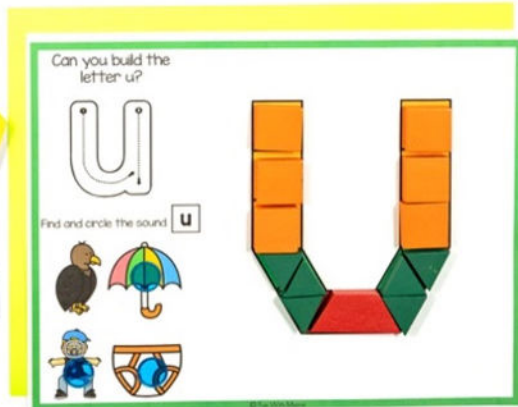 Can you build the
letter u?
Find and circle the sound u